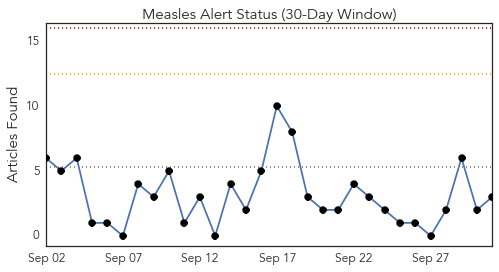 Measles Alert Status (30-Day Window)
Articles Found
15
10
5
0
Sep 02 Sep 07 Sep 12 Sep 17 Sep 22 Sep 27